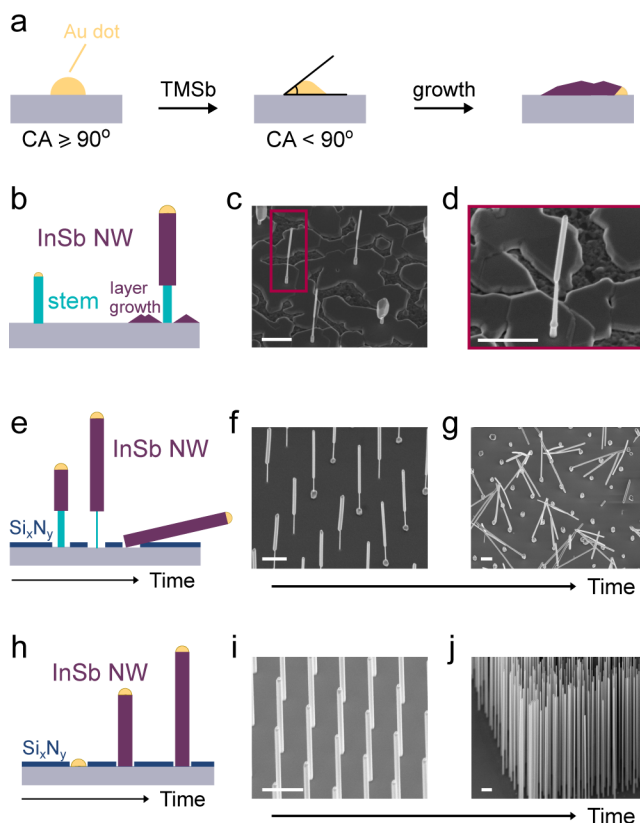 a
Au dot
TMSb
growth
CA ⩾ 90°
CA < 90°
b
InSb NW
stem
layer
growth
c
d
e
InSb NW
SixNy
Time
f
g
Time
h
InSb NW
SixNy
Time
i
j
Time